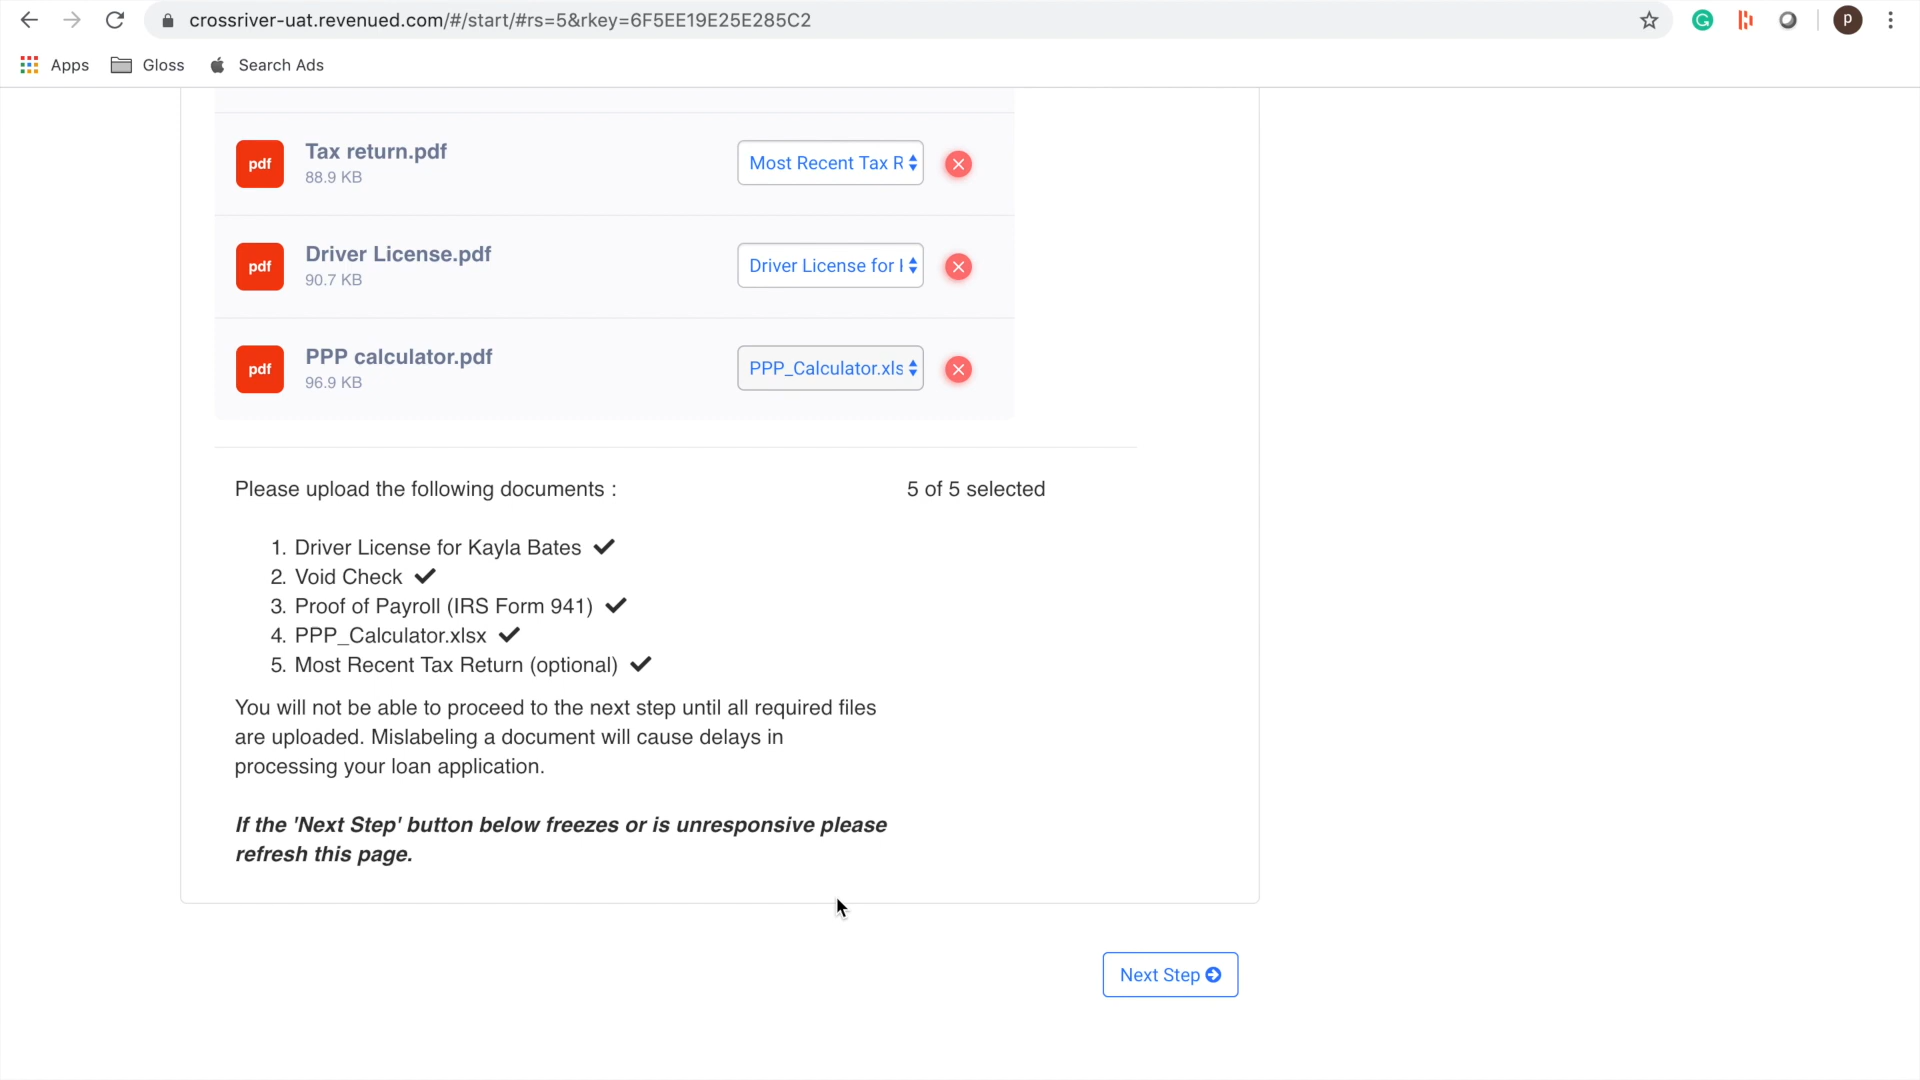 crossriver-uat.revenued.com/#/start/#rs=5&rkey=6F5EE19E25E285C2
P
Apps Gloss Search Ads
pdf Tax return.pdf Most Recent Tax R
88.9 KB
pdf Driver License.pdf Driver License for
90.7 KB
pdf PPP calculator.pdf PPP_Calculator.xls
96.9 KB
Please upload the following documents : 5 of 5 selected
1. Driver License for Kayla Bates
2. Void Check
3. Proof of Payroll (IRS Form 941)
4. PPP_Calculator.xlsx
5. Most Recent Tax Return (optional)
You will not be able to proceed to the next step until all required files
are uploaded. Mislabeling a document will cause delays in
processing your loan application.
If the 'Next Step' button below freezes or is unresponsive please
refresh this page.
Next Step